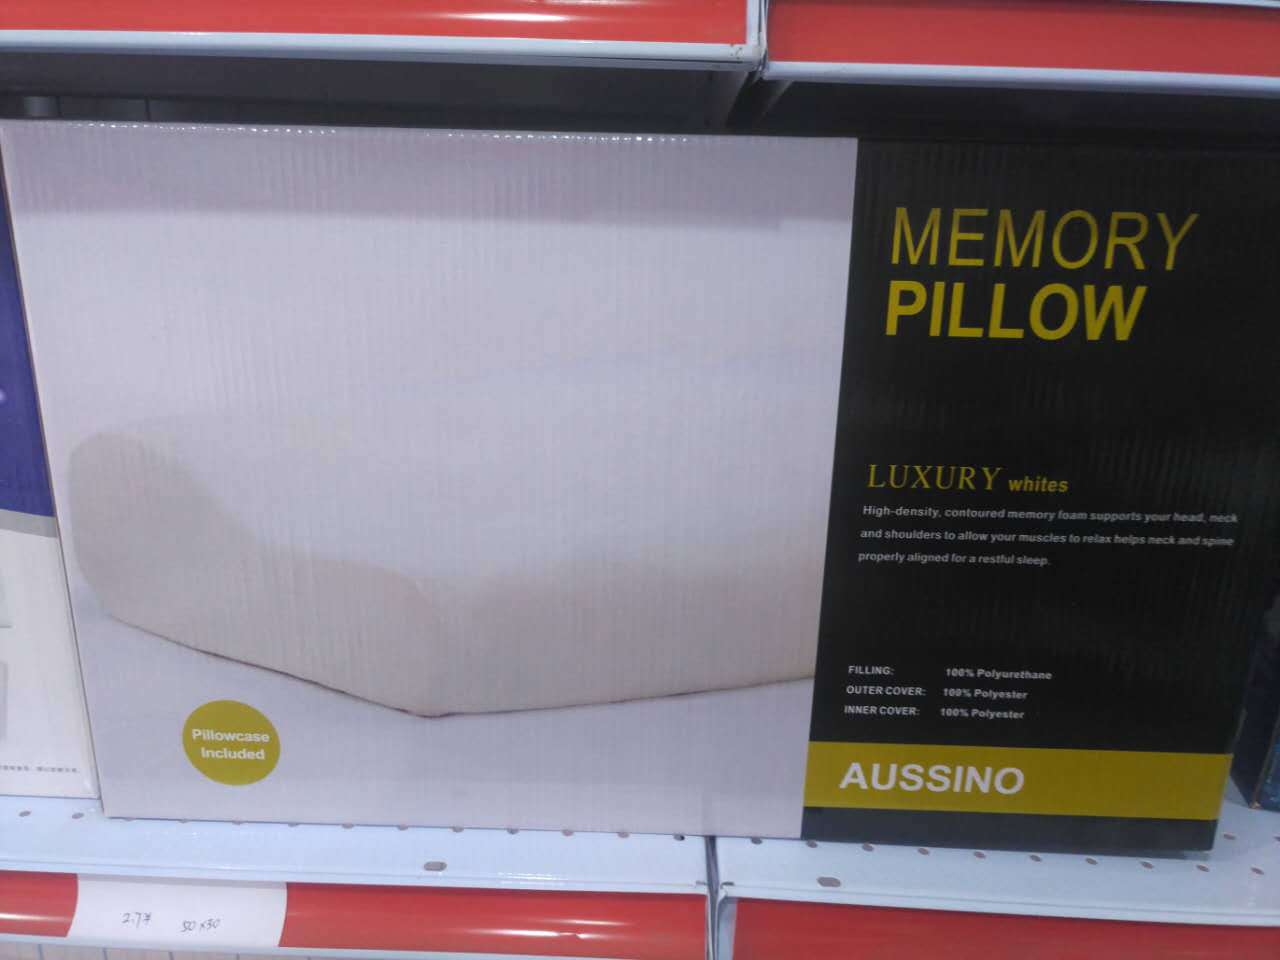 MEMORY
PILLOW
LUXURY whites
High-density, contoured memory foam supports your head, neck
and shoulders to allow your muscles to relax helps neck and spine
properly aligned for a restful sleep.
FILLING: 100% Polyurethane
OUTER COVER: 100% Polyester
INNER COVER: 100% Polyester
Pillowcase
Included
AUSSINO
50x30